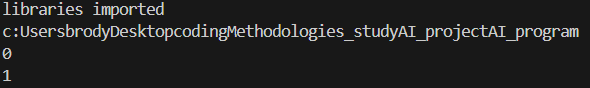 libraries imported
c:UsersbrodyDesktopcodingMethodologies_studyAI_projectAI_program
0
1